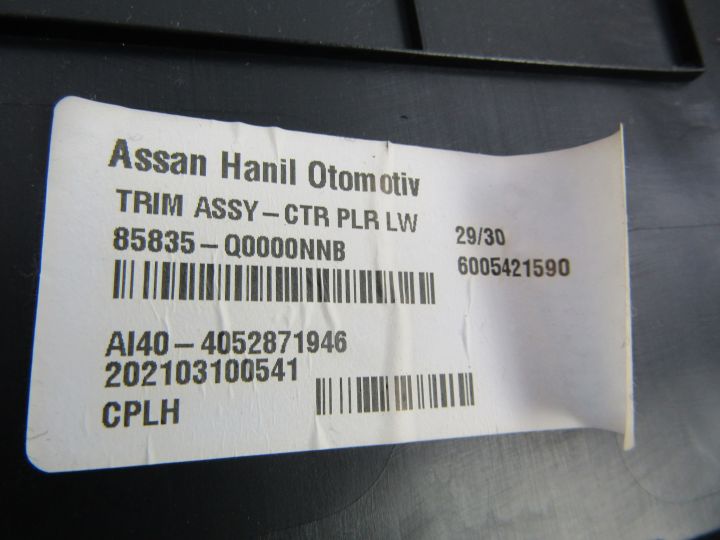 Assan Hanil Otomotiv
TRIM ASSY-CTR PLR LW
85835-Q0000NNB
29/30
6005421590
AI40-4052871946
202103100541
CPLH